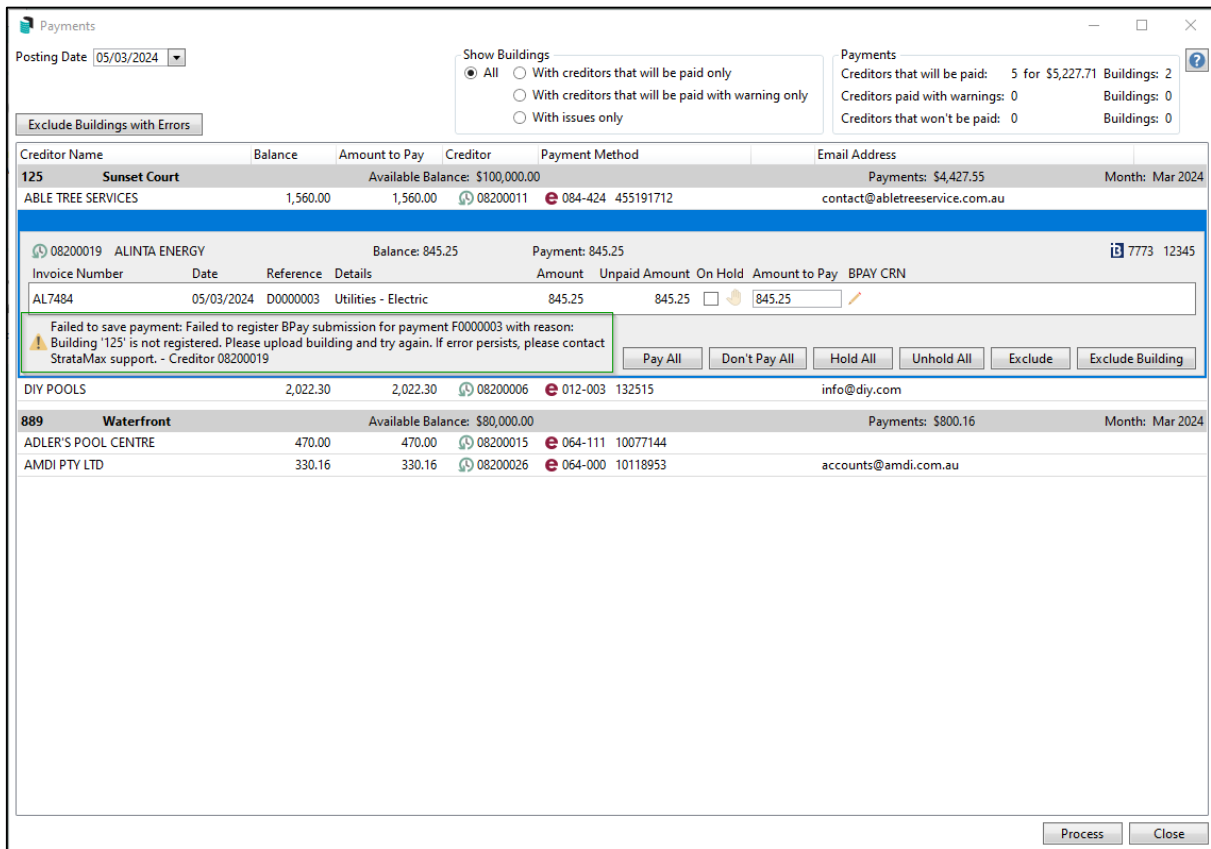 Payments
Posting Date 05/03/2024
Show Buildings
All With creditors that will be paid only
With creditors that will be paid with warning only
With issues only
Payments
Creditors that will be paid: 5 for $5,227.71 Buildings: 2
Creditors paid with warnings: 0 Buildings: 0
Creditors that won't be paid: 0 Buildings: 0
?
Exclude Buildings with Errors
Creditor Name Balance Amount to Pay Creditor Payment Method Email Address
125 Sunset Court Available Balance: $100,000.00 Payments: $4,427.55 Month: Mar 2024
ABLE TREE SERVICES 1,560.00 1,560.00 08200011 e 084-424 455191712 contact@abletreeservice.com.au
08200019 ALINTA ENERGY Balance: 845.25 Payment: 845.25 B 7773 12345
Invoice Number Date Reference Details Amount Unpaid Amount On Hold Amount to Pay BPAY CRN
AL7484 05/03/2024 D0000003 Utilities - Electric 845.25 845.25 845.25
Failed to save payment: Failed to register BPay submission for payment F0000003 with reason:
Building '125' is not registered. Please upload building and try again. If error persists, please contact
StrataMax support. - Creditor 08200019
Pay All Don't Pay All Hold All Unhold All Exclude Exclude Building
DIY POOLS 2,022.30 2,022.30 08200006 e 012-003 132515 info@diy.com
889 Waterfront Available Balance: $80,000.00 Payments: $800.16 Month: Mar 2024
ADLER'S POOL CENTRE 470.00 470.00 08200015 e 064-111 10077144
AMDI PTY LTD 330.16 330.16 08200026 e 064-000 10118953 accounts@amdi.com.au
Process Close